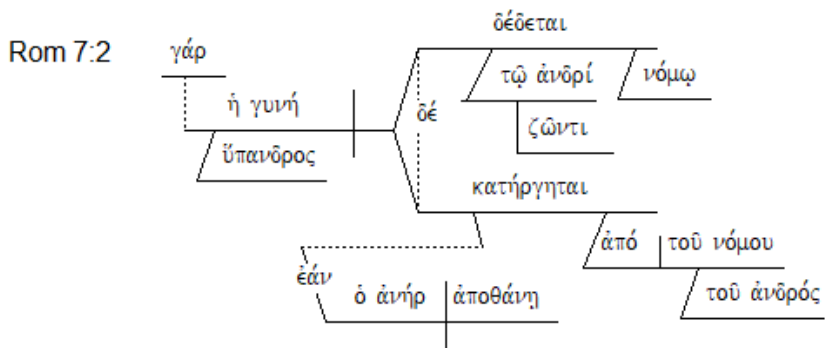 Rom 7:2
γάρ
δέδεται
τῷ ἀνδρί
νόμῳ
ἡ γυνή
δέ
ζῶντι
ὕπανδρος
κατήργηται
ἐάν
ἀπό
τοῦ νόμου
ὁ ἀνήρ
ἀποθάνῃ
τοῦ ἀνδρός